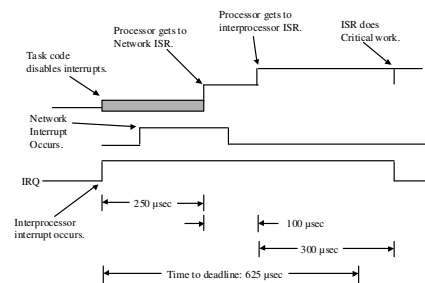 Processor gets to
Network ISR.
Processor gets to
interprocessor ISR.
ISR does
Critical work.
Task code
disables interrupts.
Network
Interrupt
Occurs.
IRQ
250 µsec
Interprocessor
interrupt occurs.
100 µsec
300 µsec
Time to deadline: 625 µsec